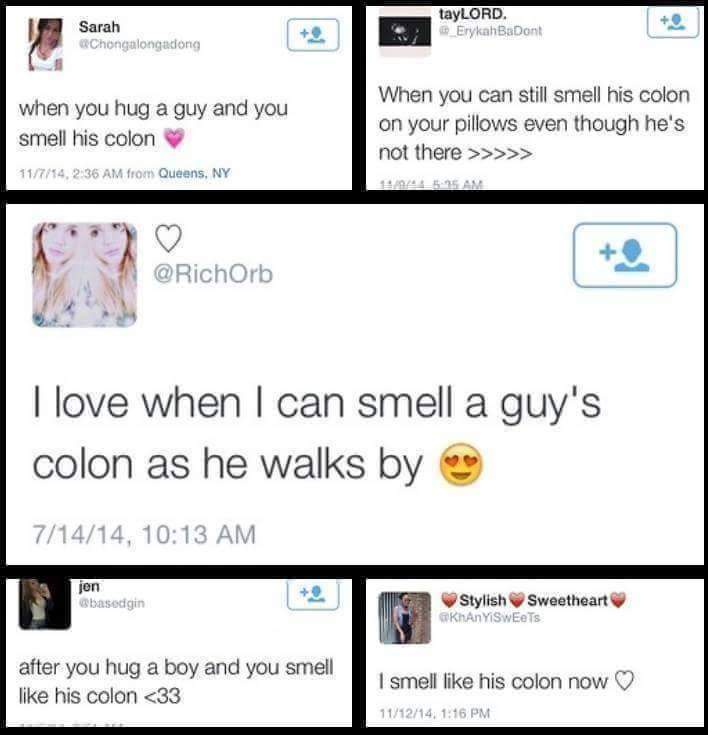 Sarah
@Chongalongadong
when you hug a guy and you
smell his colon 💗
11/7/14, 2:36 AM from Queens, NY
tayLORD.
@_ErykahBaDont
When you can still smell his colon
on your pillows even though he's
not there >>>>>
11/9/14, 5:35 AM
♡
@RichOrb
I love when I can smell a guy's
colon as he walks by 😍
7/14/14, 10:13 AM
jen
@basedgin
after you hug a boy and you smell
like his colon <33
❤Stylish❤Sweetheart❤
@KhAnYiSwEeTs
I smell like his colon now ♡
11/12/14, 1:16 PM